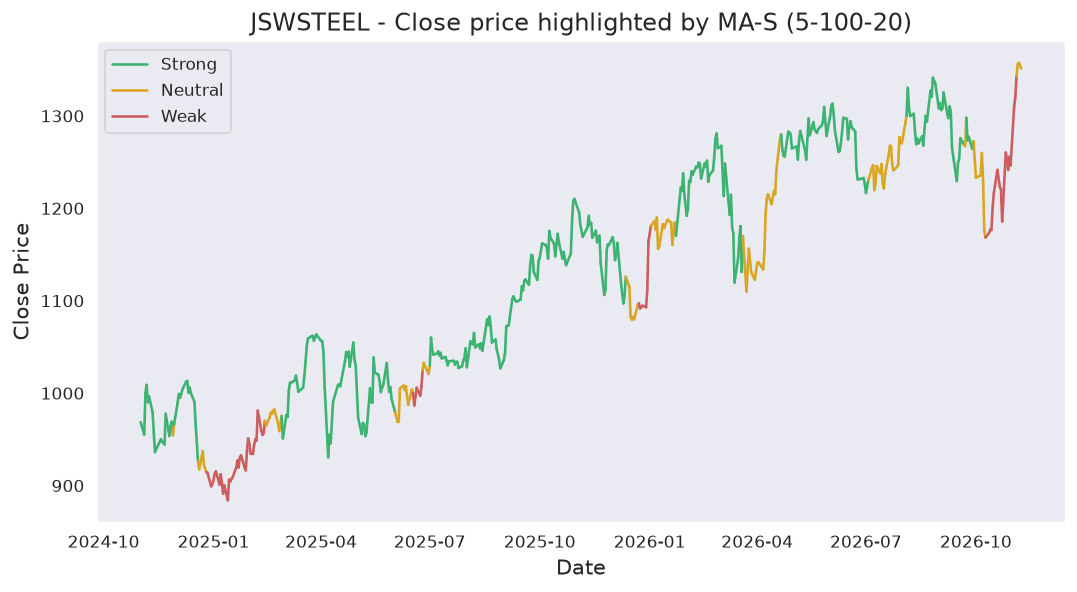 JSWSTEEL - Close price highlighted by MA-S (5-100-20)
Strong
Neutral
Weak
Close Price
1300
1200
1100
1000
900
2024-10 2025-01 2025-04 2025-07 2025-10 2026-01 2026-04 2026-07 2026-10
Date